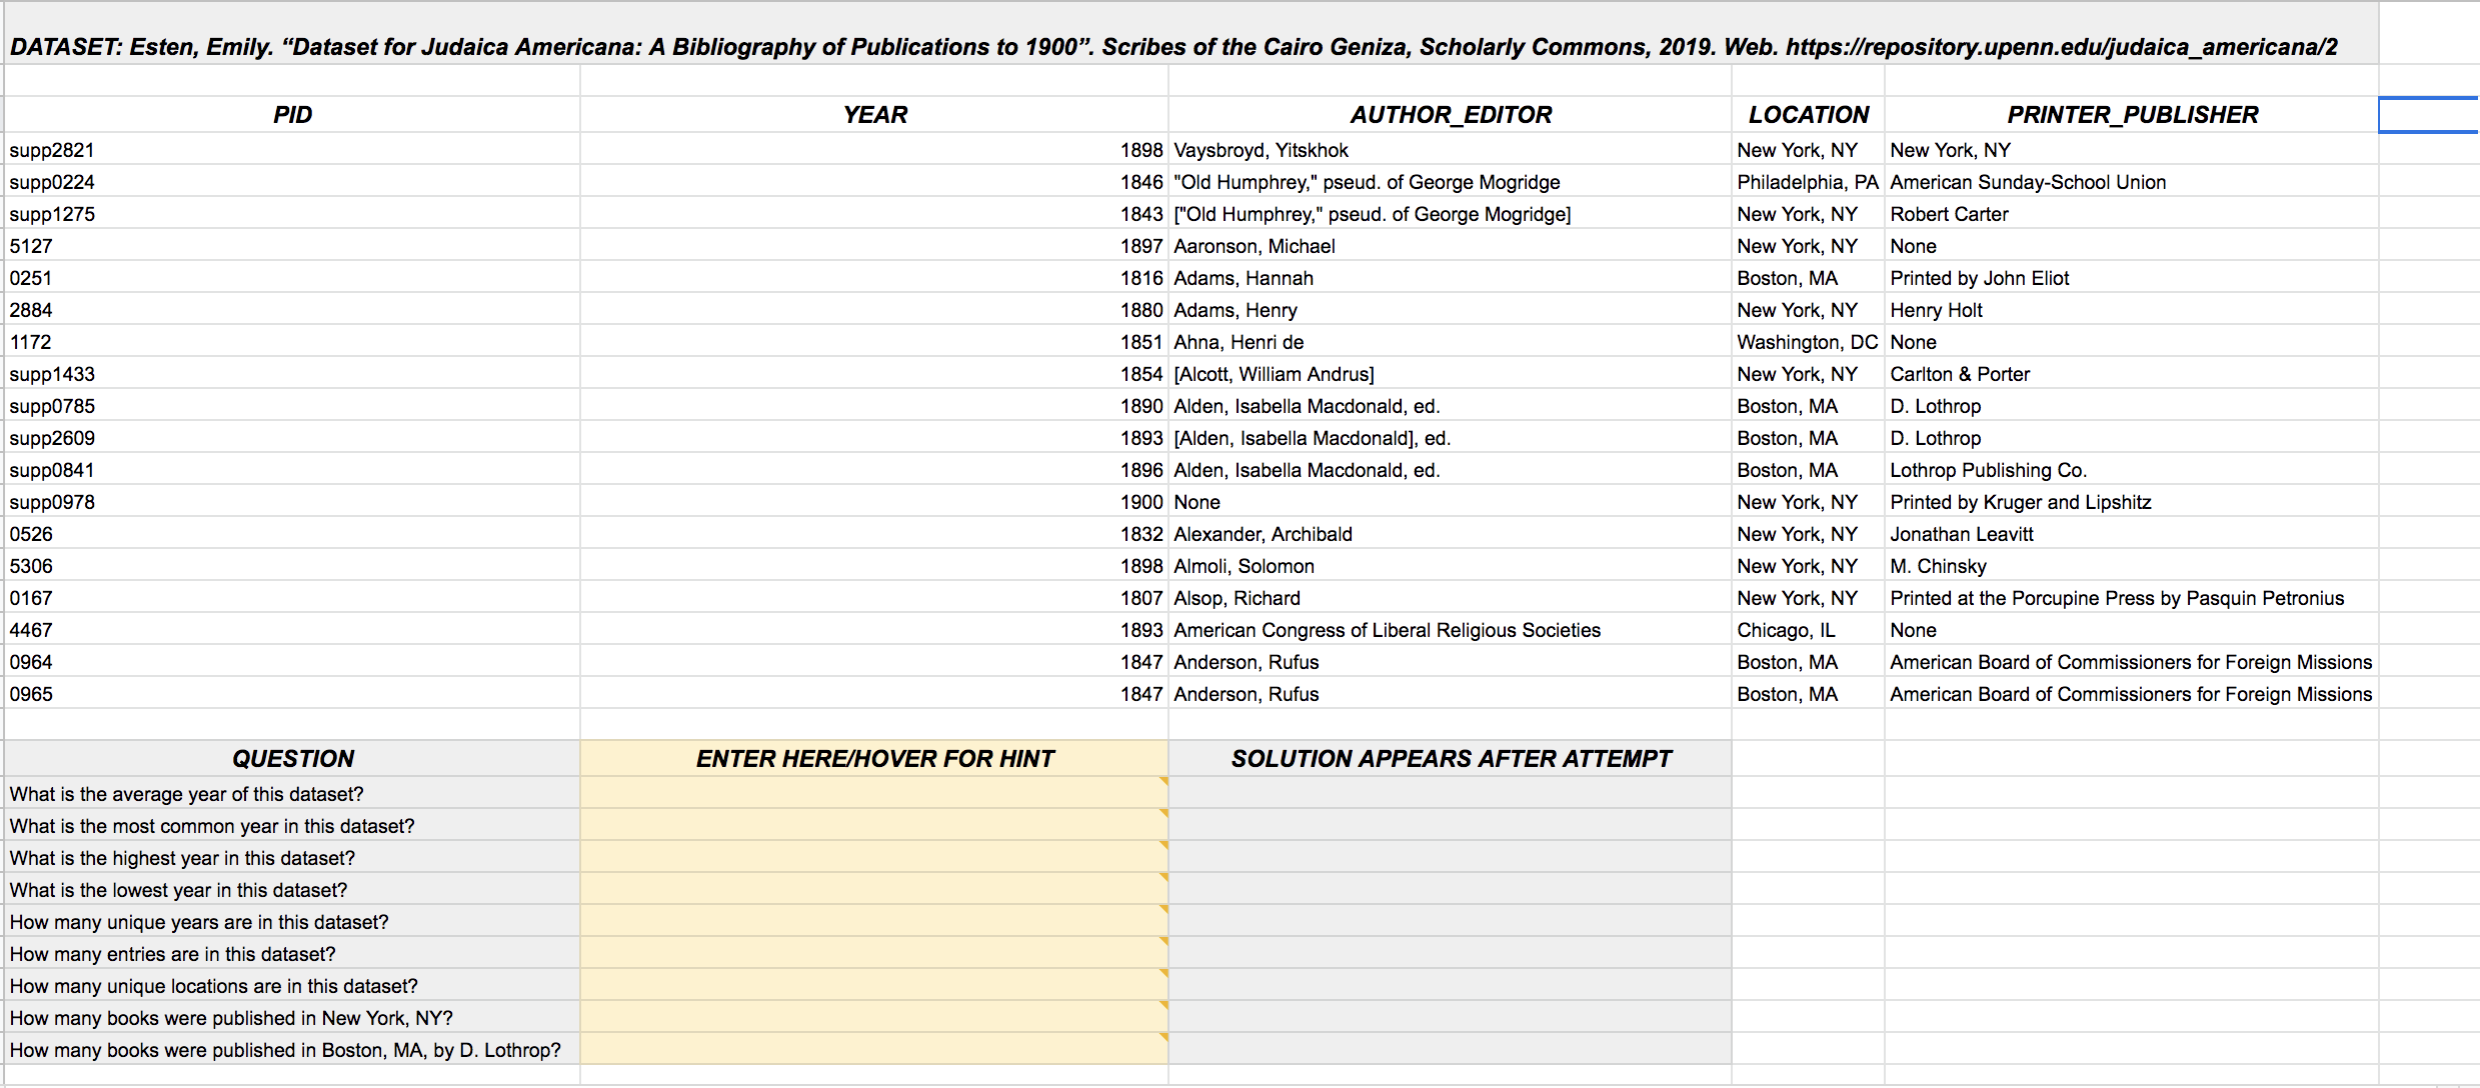 DATASET: Esten, Emily. “Dataset for Judaica Americana: A Bibliography of Publications to 1900”. Scribes of the Cairo Geniza, Scholarly Commons, 2019. Web. https://repository.upenn.edu/judaica_americana/2
PID YEAR AUTHOR_EDITOR LOCATION PRINTER_PUBLISHER
supp2821 1898 Vaysbroyd, Yitskhok New York, NY New York, NY
supp0224 1846 "Old Humphrey," pseud. of George Mogridge Philadelphia, PA American Sunday-School Union
supp1275 1843 ["Old Humphrey," pseud. of George Mogridge] New York, NY Robert Carter
5127 1897 Aaronson, Michael New York, NY None
0251 1816 Adams, Hannah Boston, MA Printed by John Eliot
2884 1880 Adams, Henry New York, NY Henry Holt
1172 1851 Ahna, Henri de Washington, DC None
supp1433 1854 [Alcott, William Andrus] New York, NY Carlton & Porter
supp0785 1890 Alden, Isabella Macdonald, ed. Boston, MA D. Lothrop
supp2609 1893 [Alden, Isabella Macdonald], ed. Boston, MA D. Lothrop
supp0841 1896 Alden, Isabella Macdonald, ed. Boston, MA Lothrop Publishing Co.
supp0978 1900 None New York, NY Printed by Kruger and Lipshitz
0526 1832 Alexander, Archibald New York, NY Jonathan Leavitt
5306 1898 Almoli, Solomon New York, NY M. Chinsky
0167 1807 Alsop, Richard New York, NY Printed at the Porcupine Press by Pasquin Petronius
4467 1893 American Congress of Liberal Religious Societies Chicago, IL None
0964 1847 Anderson, Rufus Boston, MA American Board of Commissioners for Foreign Missions
0965 1847 Anderson, Rufus Boston, MA American Board of Commissioners for Foreign Missions
QUESTION ENTER HERE/HOVER FOR HINT SOLUTION APPEARS AFTER ATTEMPT
What is the average year of this dataset?
What is the most common year in this dataset?
What is the highest year in this dataset?
What is the lowest year in this dataset?
How many unique years are in this dataset?
How many entries are in this dataset?
How many unique locations are in this dataset?
How many books were published in New York, NY?
How many books were published in Boston, MA, by D. Lothrop?